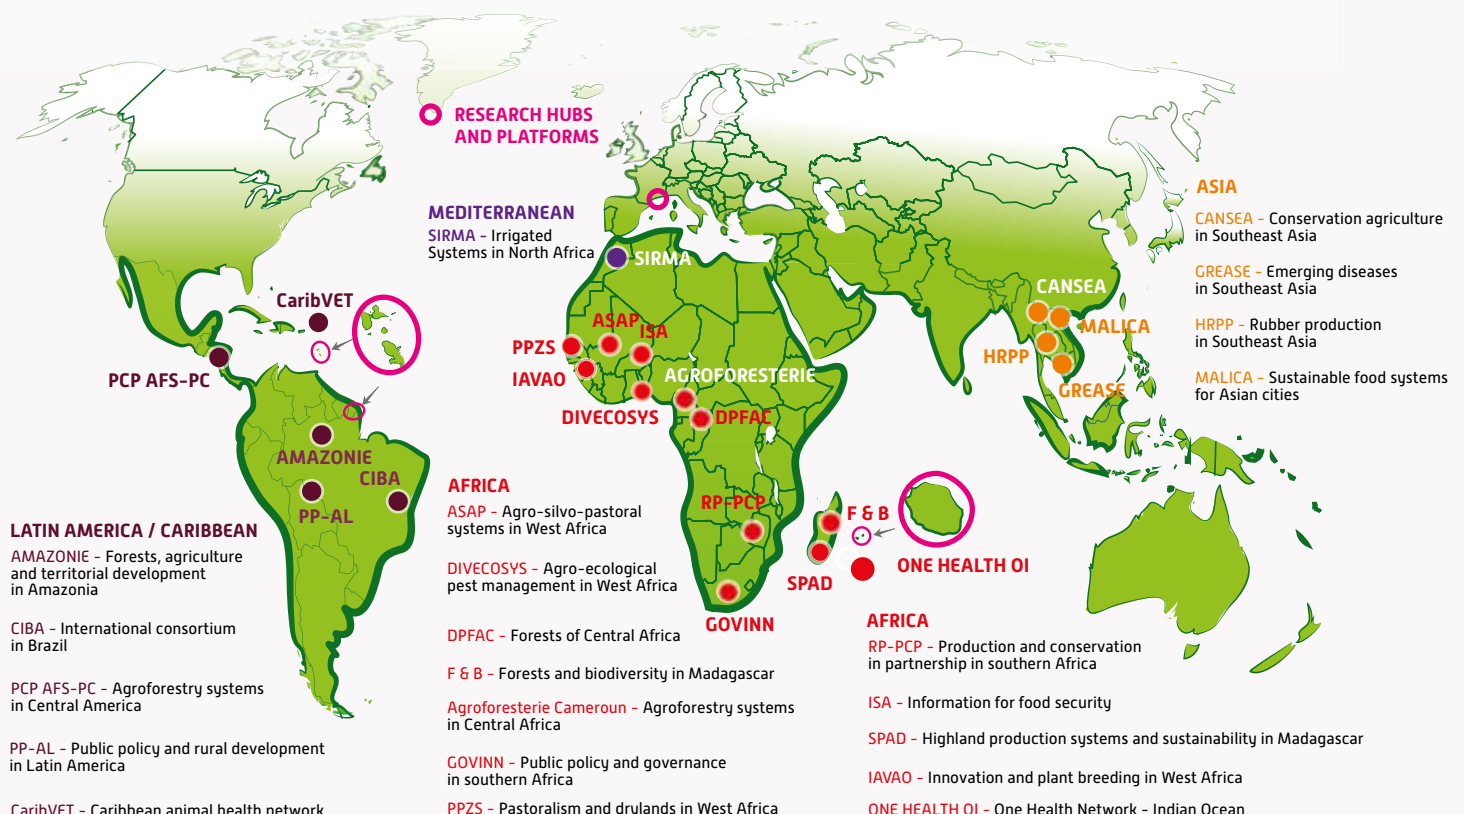 RESEARCH HUBS
AND PLATFORMS
MEDITERRANEAN
SIRMA - Irrigated
Systems in North Africa
SIRMA
ASIA
CANSEA - Conservation agriculture
in Southeast Asia
GREASE - Emerging diseases
in Southeast Asia
HRPP - Rubber production
in Southeast Asia
MALICA - Sustainable food systems
for Asian cities
CANSEA
MALICA
HRPP
GREASE
CaribVET
PCP AFS-PC
AMAZONIE
CIBA
PP-AL
ASAP
ISA
PPZS
IAVAO
AGROFORESTERIE
DIVECOSYS
DPFAC
RP-PCP
F & B
SPAD
ONE HEALTH OI
GOVINN
LATIN AMERICA / CARIBBEAN
AMAZONIE - Forests, agriculture
and territorial development
in Amazonia
CIBA - International consortium
in Brazil
PCP AFS-PC - Agroforestry systems
in Central America
PP-AL - Public policy and rural development
in Latin America
CaribVET - Caribbean animal health network
AFRICA
ASAP - Agro-silvo-pastoral
systems in West Africa
DIVECOSYS - Agro-ecological
pest management in West Africa
DPFAC - Forests of Central Africa
F & B - Forests and biodiversity in Madagascar
Agroforesterie Cameroun - Agroforestry systems
in Central Africa
GOVINN - Public policy and governance
in southern Africa
PPZS - Pastoralism and drylands in West Africa
AFRICA
RP-PCP - Production and conservation
in partnership in southern Africa
ISA - Information for food security
SPAD - Highland production systems and sustainability in Madagascar
IAVAO - Innovation and plant breeding in West Africa
ONE HEALTH OI - One Health Network - Indian Ocean